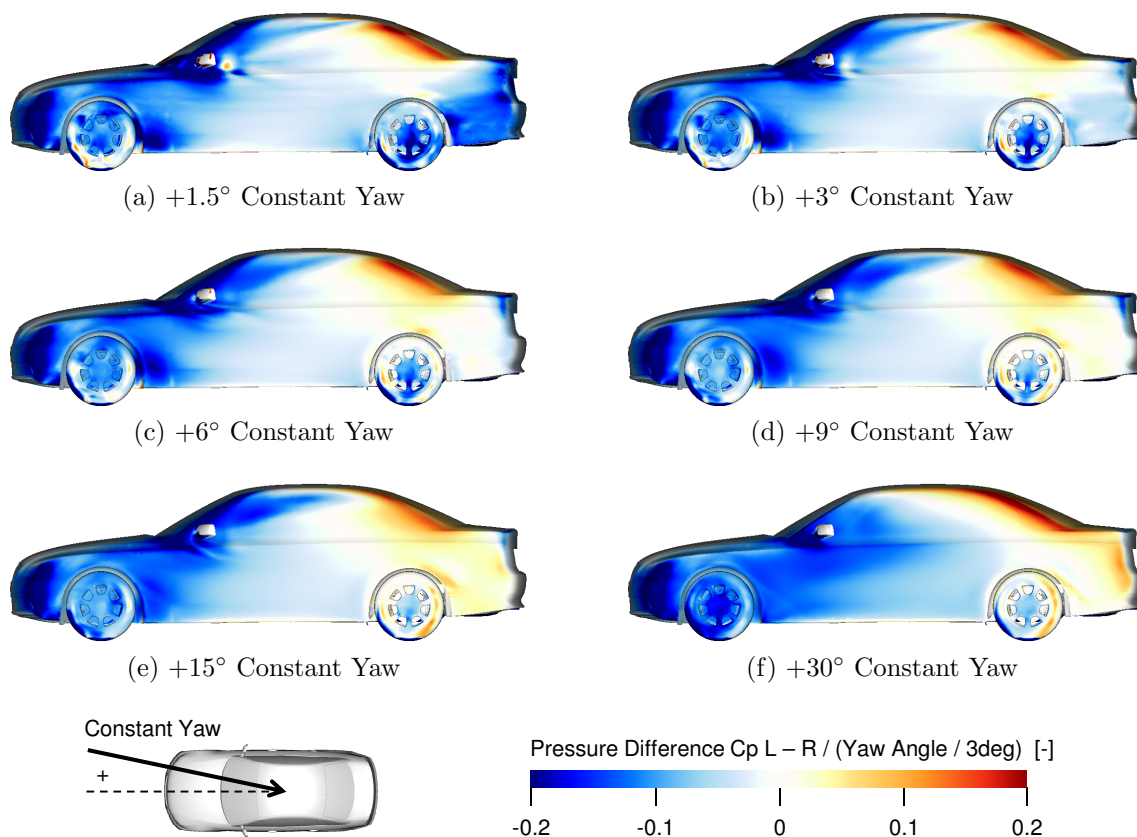 (a) +1.5° Constant Yaw
(b) +3° Constant Yaw
(c) +6° Constant Yaw
(d) +9° Constant Yaw
(e) +15° Constant Yaw
(f) +30° Constant Yaw
Constant Yaw
+
Pressure Difference Cp L – R / (Yaw Angle / 3deg) [-]
-0.2 -0.1 0 0.1 0.2